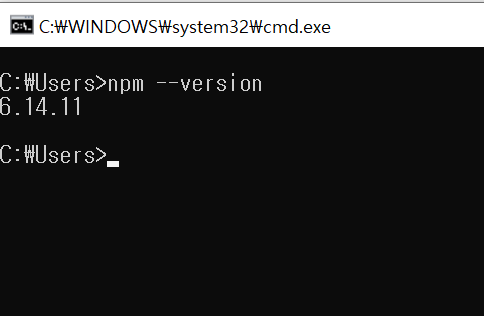 C:₩WINDOWS₩system32₩cmd.exe
C:₩Users>npm --version
6.14.11
C:₩Users>